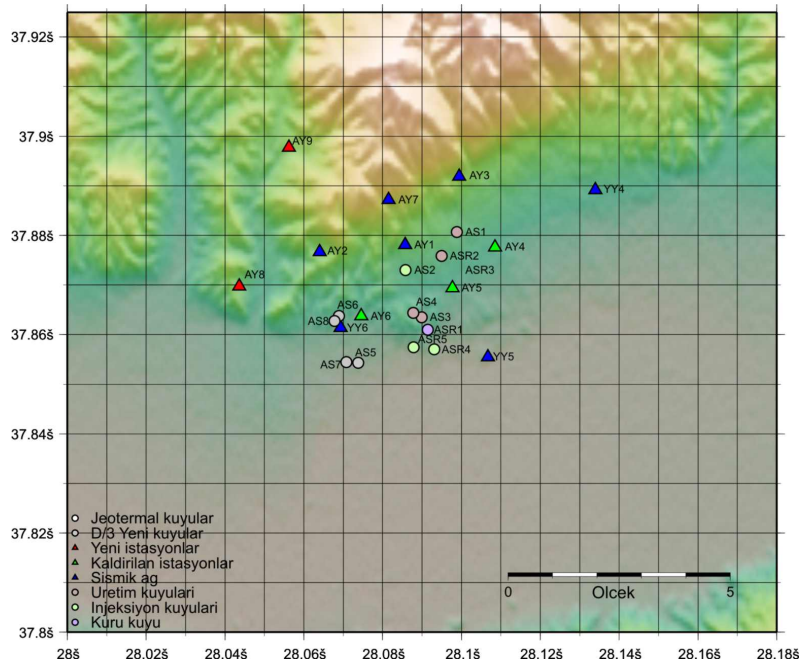 37.92š
37.9š
AY9
AY3
AY7
YY4
37.88š
AS1
AY1
AY4
AY2
ASR2
AS2
ASR3
AY8
AY5
AS6
AS4
AY6
AS8
AS3
YY6
ASR1
37.86š
ASR5
ASR4
AS5
YY5
AS7
37.84š
Jeotermal kuyular
37.82š
D/3 Yeni kuyular
Yeni istasyonlar
Kaldirilan istasyonlar
Sismik ag
Uretim kuyulari
0 Olcek 5
Injeksiyon kuyulari
Kuru kuyu
37.8š
28š 28.02š 28.04š 28.06š 28.08š 28.1š 28.12š 28.14š 28.16š 28.18š